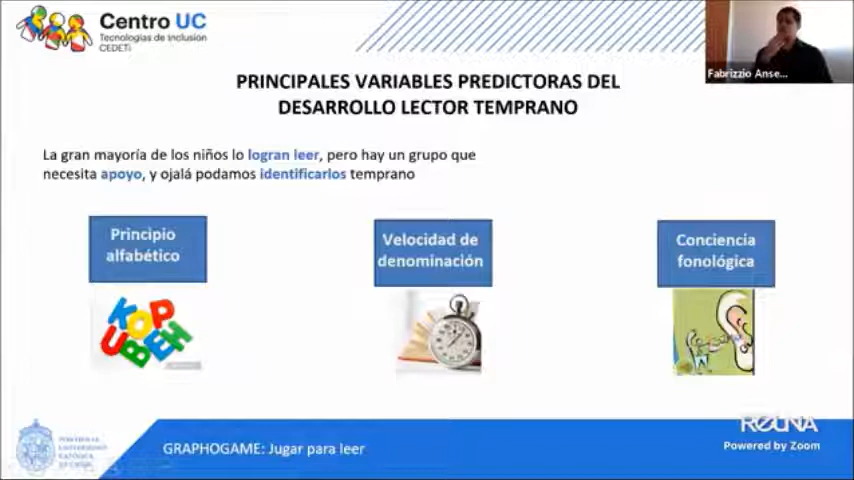 Centro UC
Tecnologías de Inclusión
CEDETi
Fabrizzio Anse...
PRINCIPALES VARIABLES PREDICTORAS DEL
DESARROLLO LECTOR TEMPRANO
La gran mayoría de los niños lo logran leer, pero hay un grupo que
necesita apoyo, y ojalá podamos identificarlos temprano
Principio
alfabético
Velocidad de
denominación
Conciencia
fonológica
GRAPHOGAME: Jugar para leer
REUNA
Powered by Zoom